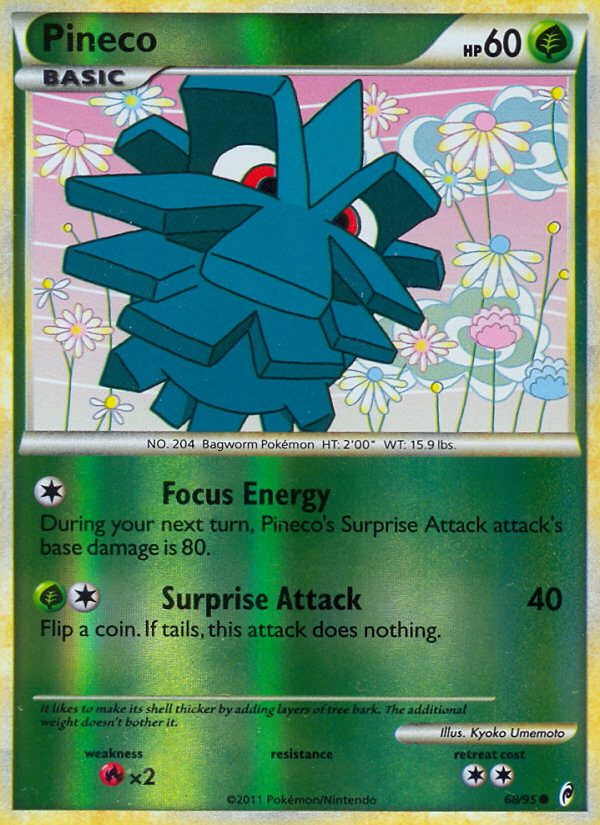 Pineco
HP 60
BASIC
NO. 204 Bagworm Pokémon HT: 2'00" WT: 15.9 lbs.
Focus Energy
During your next turn, Pineco's Surprise Attack attack's
base damage is 80.
Surprise Attack 40
Flip a coin. If tails, this attack does nothing.
It likes to make its shell thicker by adding layers of tree bark. The additional
weight doesn't bother it.
Illus. Kyoko Umemoto
weakness resistance retreat cost
×2
©2011 Pokémon/Nintendo 68/95